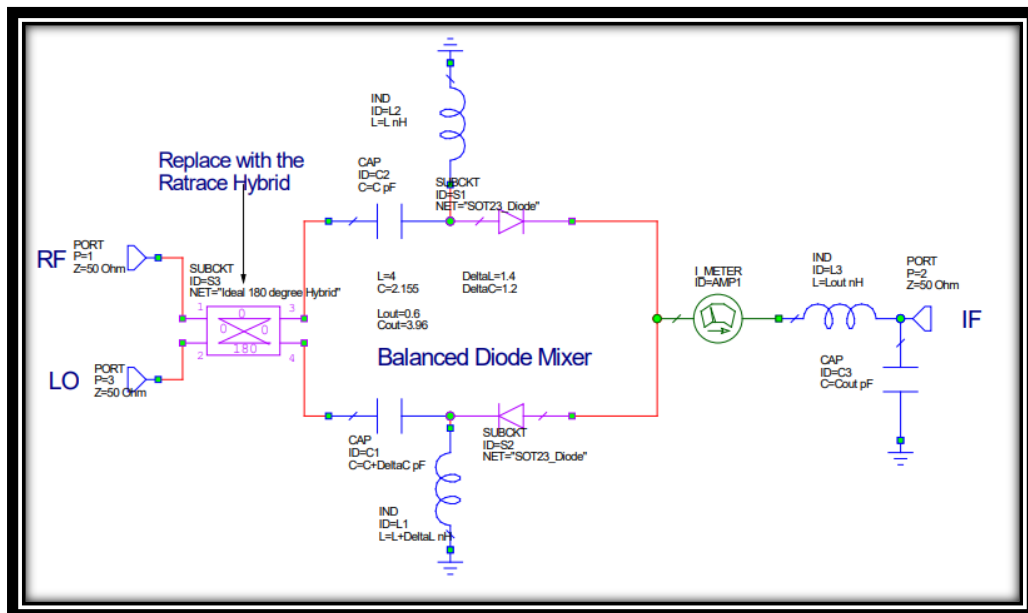 IND
ID=L2
L=L nH
Replace with the
Ratrace Hybrid
CAP
ID=C2
C=C pF
SUBCKT
ID=S1
NET="SOT23_Diode"
RF
PORT
P=1
Z=50 Ohm
SUBCKT
ID=S3
NET="Ideal 180 degree Hybrid"
1
0
3
0
0
2
180
4
LO
PORT
P=3
Z=50 Ohm
L=4
C=2.155
DeltaL=1.4
DeltaC=1.2
Lout=0.6
Cout=3.96
Balanced Diode Mixer
I_METER
ID=AMP1
IND
ID=L3
L=Lout nH
PORT
P=2
Z=50 Ohm
IF
CAP
ID=C3
C=Cout pF
CAP
ID=C1
C=C+DeltaC pF
SUBCKT
ID=S2
NET="SOT23_Diode"
IND
ID=L1
L=L+DeltaL nH